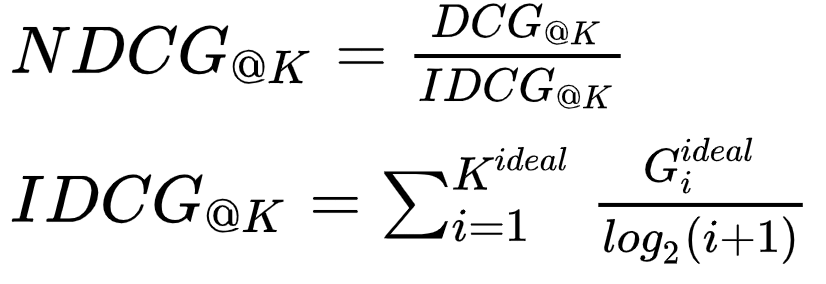 NDCG@K = DCG@K / IDCG@K
IDCG@K = ∑_{i=1}^{K^{ideal}} G_i^{ideal} / log_2(i+1)